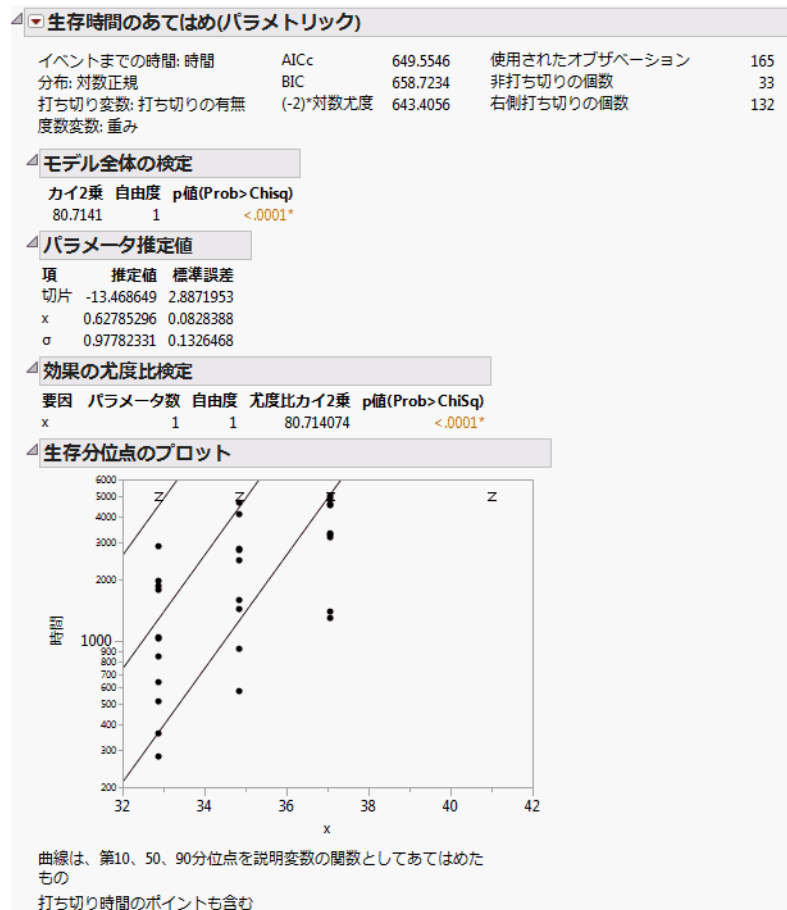 生存時間のあてはめ(パラメトリック)
イベントまでの時間: 時間 AICc 649.5546 使用されたオブザベーション 165
分布: 対数正規 BIC 658.7234 非打ち切りの個数 33
打ち切り変数: 打ち切りの有無 (-2)*対数尤度 643.4056 右側打ち切りの個数 132
度数変数: 重み
モデル全体の検定
カイ2乗 自由度 p値(Prob>Chisq)
80.7141 1 <.0001*
パラメータ推定値
項 推定値 標準誤差
切片 -13.468649 2.8871953
x 0.62785296 0.0828388
σ 0.97782331 0.1326468
効果の尤度比検定
要因 パラメータ数 自由度 尤度比カイ2乗 p値(Prob>ChiSq)
x 1 1 80.714074 <.0001*
生存分位点のプロット
6000
5000
4000
3000
2000
1000
900
800
700
600
500
400
300
200
時間
Z Z Z Z
32 34 36 38 40 42
x
曲線は、第10、50、90分位点を説明変数の関数としてあてはめた
もの
打ち切り時間のポイントも含む